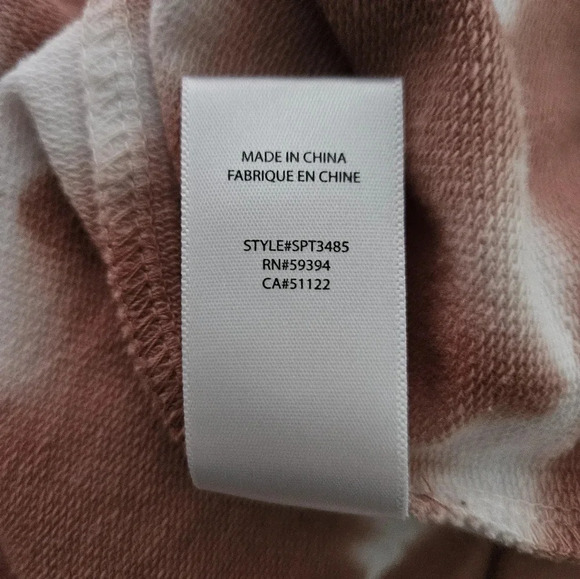 MADE IN CHINA
FABRIQUE EN CHINE
STYLE#SPT3485
RN#59394
CA#51122